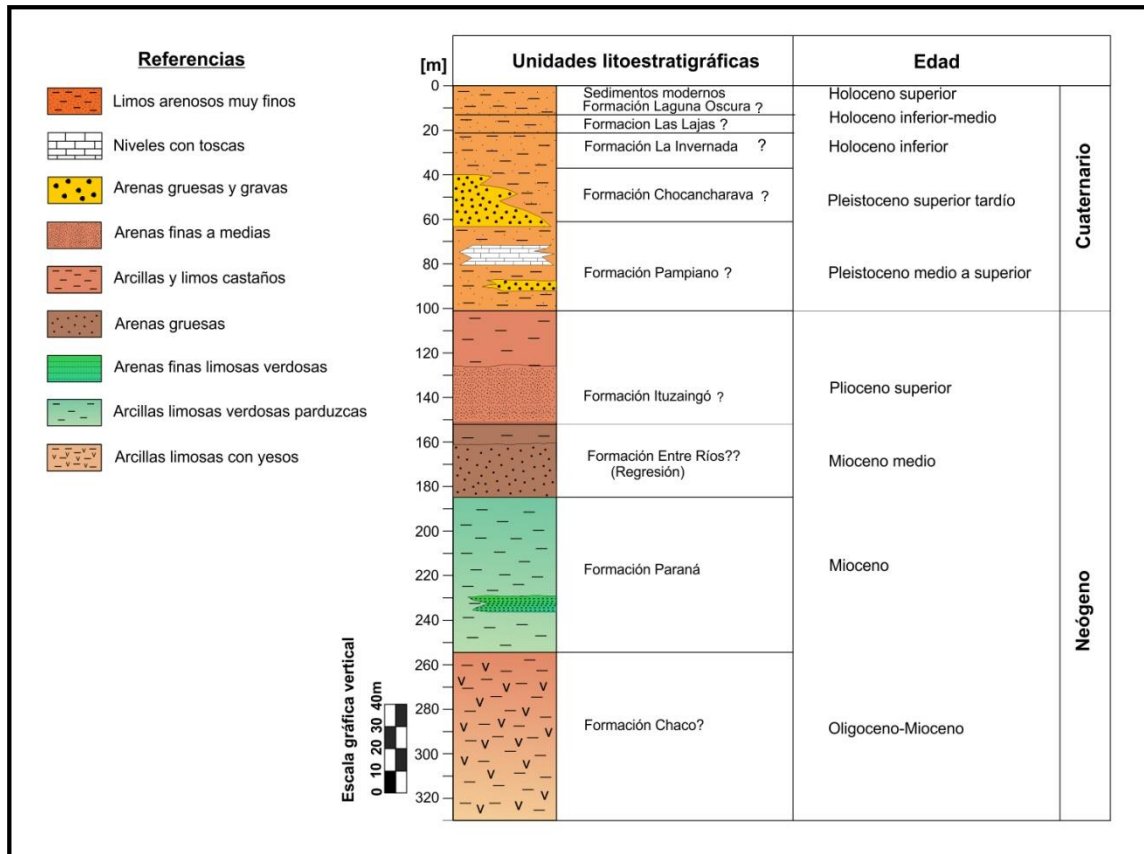 Referencias
Limos arenosos muy finos
Niveles con toscas
Arenas gruesas y gravas
Arenas finas a medias
Arcillas y limos castaños
Arenas gruesas
Arenas finas limosas verdosas
Arcillas limosas verdosas parduzcas
Arcillas limosas con yesos
Escala gráfica vertical
0 10 20 30 40m
[m]
0
20
40
60
80
100
120
140
160
180
200
220
240
260
280
300
320
Unidades litoestratigráficas
Sedimentos modernos
Formación Laguna Oscura ?
Formacion Las Lajas ?
Formación La Invernada ?
Formación Chocancharava ?
Formación Pampiano ?
Formación Ituzaingó ?
Formación Entre Ríos??
(Regresión)
Formación Paraná
Formación Chaco?
Edad
Holoceno superior
Holoceno inferior-medio
Holoceno inferior
Pleistoceno superior tardío
Pleistoceno medio a superior
Plioceno superior
Mioceno medio
Mioceno
Oligoceno-Mioceno
Cuaternario
Neógeno